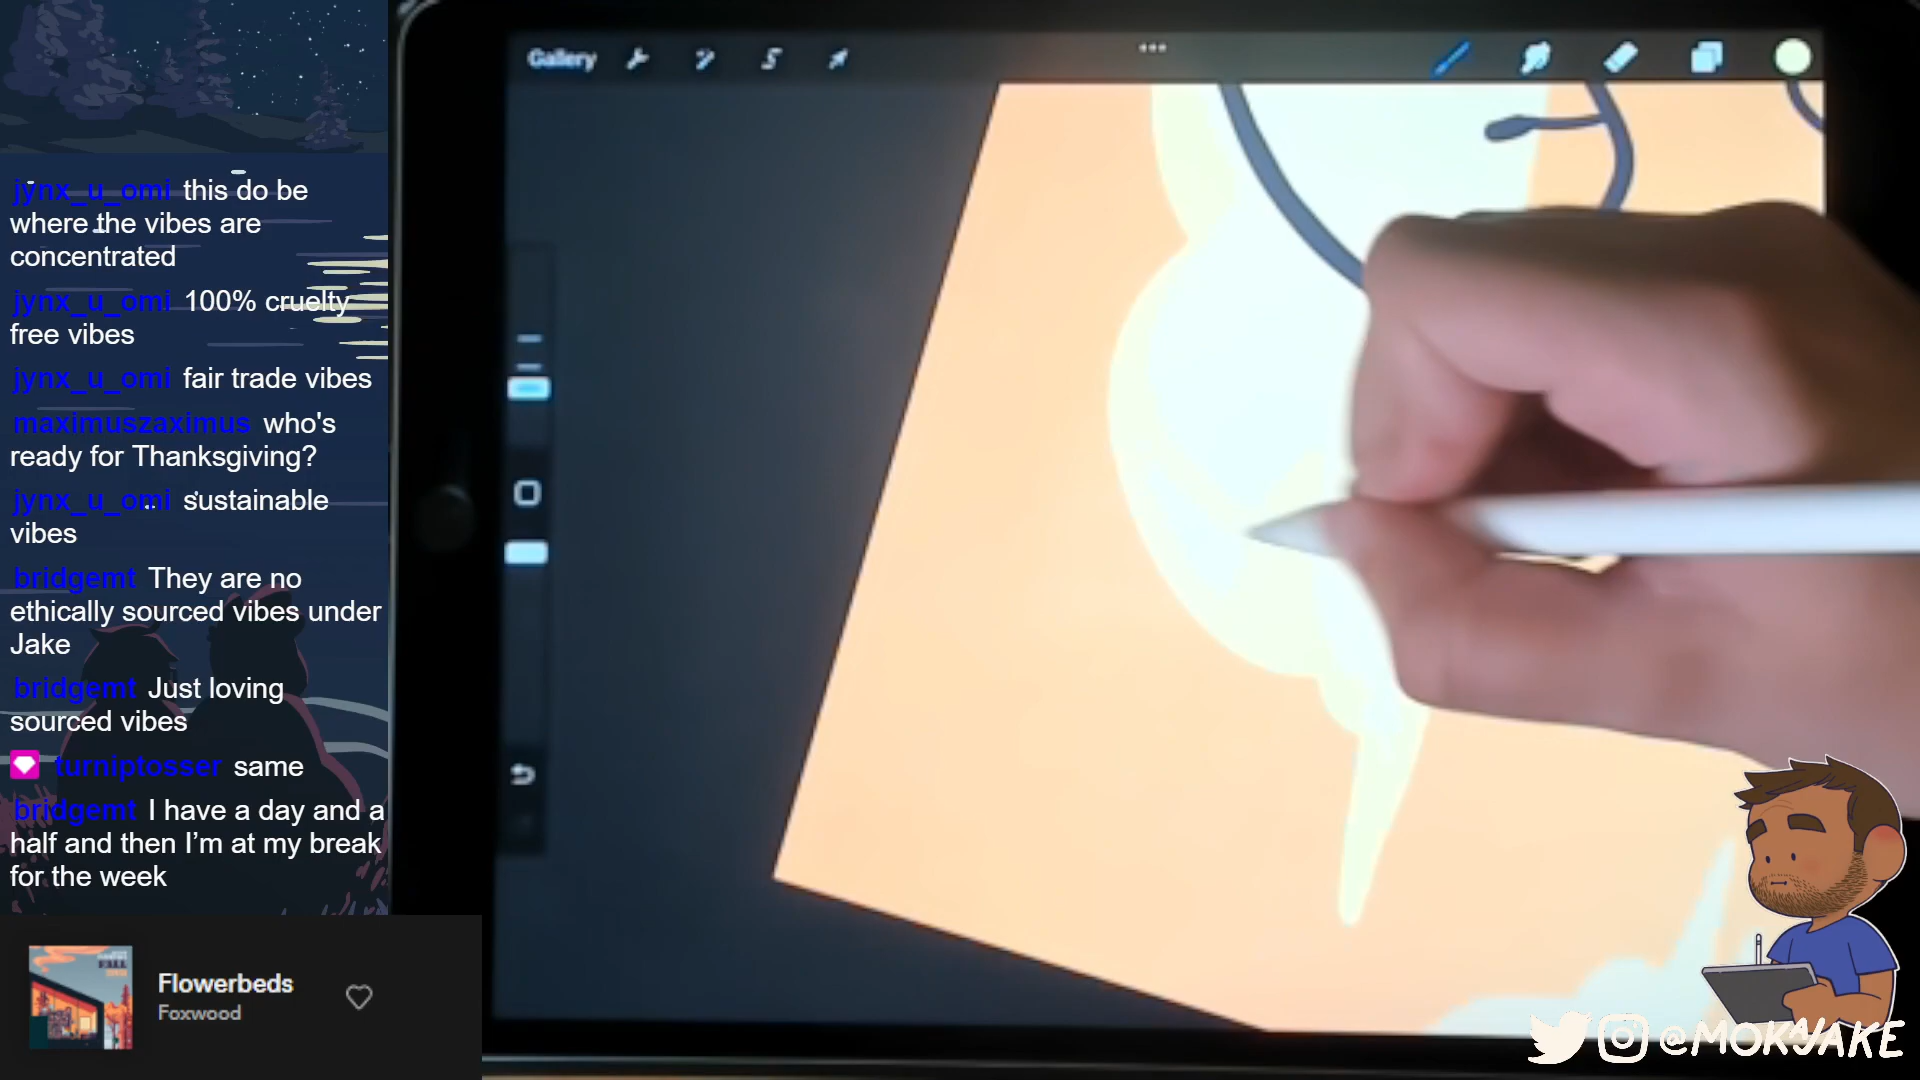 Gallery
jynx_u_omi this do be
where the vibes are
concentrated
jynx_u_omi 100% cruelty
free vibes
jynx_u_omi fair trade vibes
maximuszaximus who's
ready for Thanksgiving?
jynx_u_omi sustainable
vibes
bridgemt They are no
ethically sourced vibes under
Jake
bridgemt Just loving
sourced vibes
turniptosser same
bridgemt I have a day and a
half and then I’m at my break
for the week
Flowerbeds
Foxwood
@MOKAJAKE